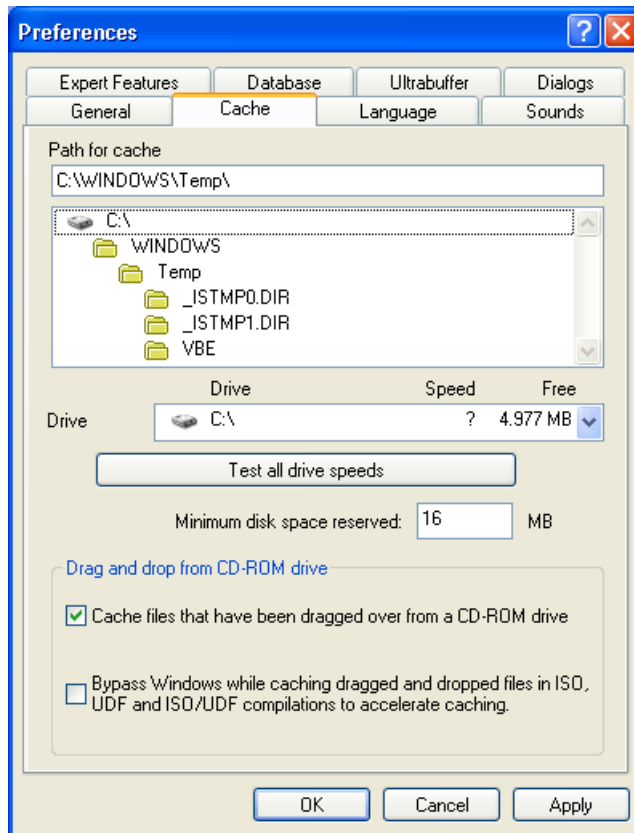 Preferences
Expert Features Database Ultrabuffer Dialogs
General Cache Language Sounds
Path for cache
C:\WINDOWS\Temp\
C:\
WINDOWS
Temp
_ISTMP0.DIR
_ISTMP1.DIR
VBE
Drive Speed Free
Drive C:\ ? 4.977 MB
Test all drive speeds
Minimum disk space reserved: 16 MB
Drag and drop from CD-ROM drive
Cache files that have been dragged over from a CD-ROM drive
Bypass Windows while caching dragged and dropped files in ISO,
UDF and ISO/UDF compilations to accelerate caching.
OK Cancel Apply